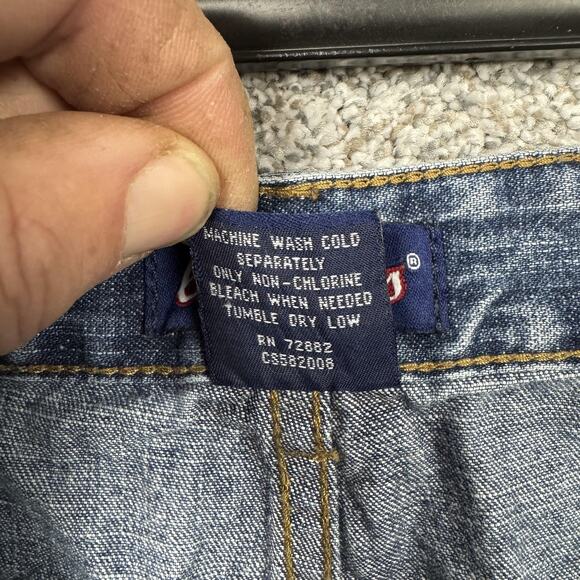 MACHINE WASH COLD
SEPARATELY
ONLY NON-CHLORINE
BLEACH WHEN NEEDED
TUMBLE DRY LOW
RN 72882
CS582008
®